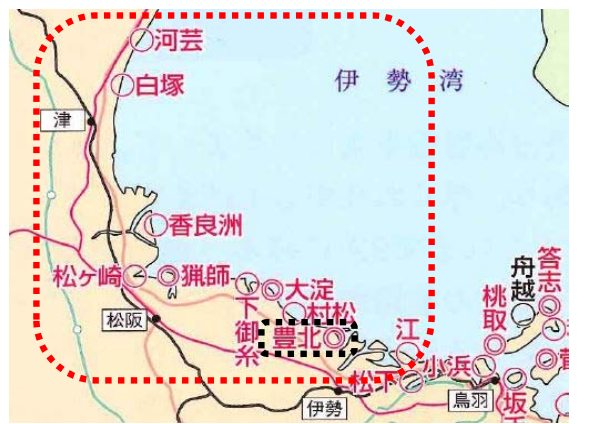 河芸
白塚
伊勢湾
津
香良洲
松ヶ崎
猟師
大淀
下御糸
村松
豊北
松阪
江
松下
小浜
桃取
舟越
答志
伊勢
鳥羽
坂